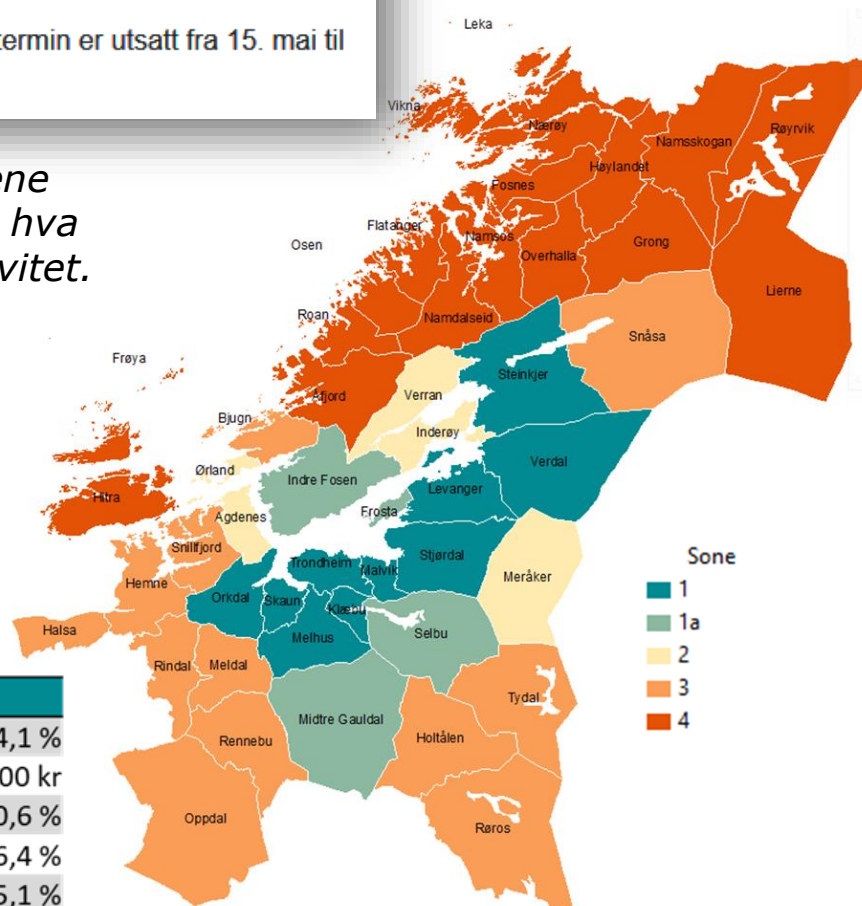 termin er utsatt fra 15. mai til
ene
hva
vitet.
Leka
Vikna
Nærøy
Namsskogan
Røyrvik
Høylandet
Fosnes
Flatanger
Namsos
Overhalla
Grong
Osen
Lierne
Roan
Namdalseid
Snåsa
Frøya
Steinkjer
Åfjord
Verran
Bjugn
Inderøy
Verdal
Ørland
Indre Fosen
Levanger
Hitra
Agdenes
Frosta
Snillfjord
Stjørdal
Sone
Trondheim
Malvik
Meråker
1
Hemne
Orkdal
Skaun
Klæbu
1a
Halsa
Melhus
Selbu
2
Rindal
Meldal
3
Tydal
4
Midtre Gauldal
Holtålen
Rennebu
4,1 %
00 kr
0,6 %
Oppdal
Røros
6,4 %
5,1 %